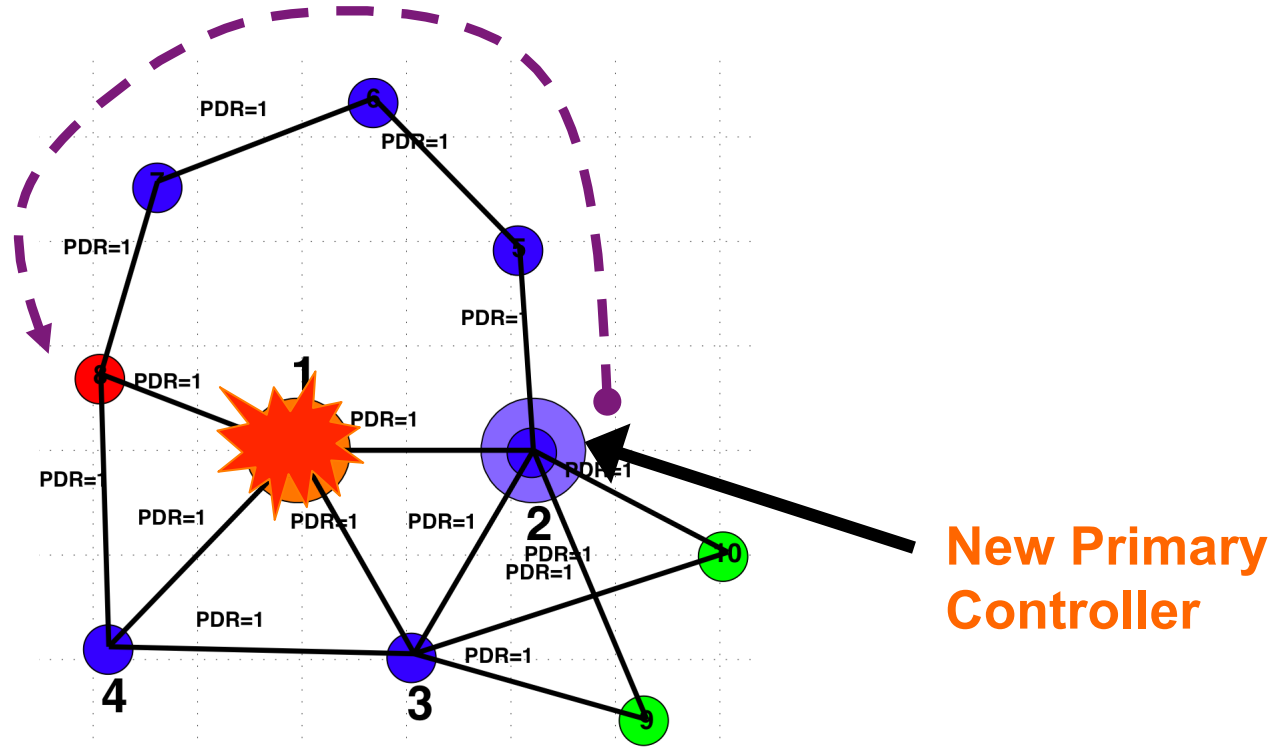 6
PDR=1
PDR=1
7
PDR=1
5
PDR=1
1
8
PDR=1
PDR=1
PDR=1
PDR=1
PDR=1
PDR=1
PDR=1
2
PDR=1
10
PDR=1
New Primary
Controller
PDR=1
PDR=1
4
3
9